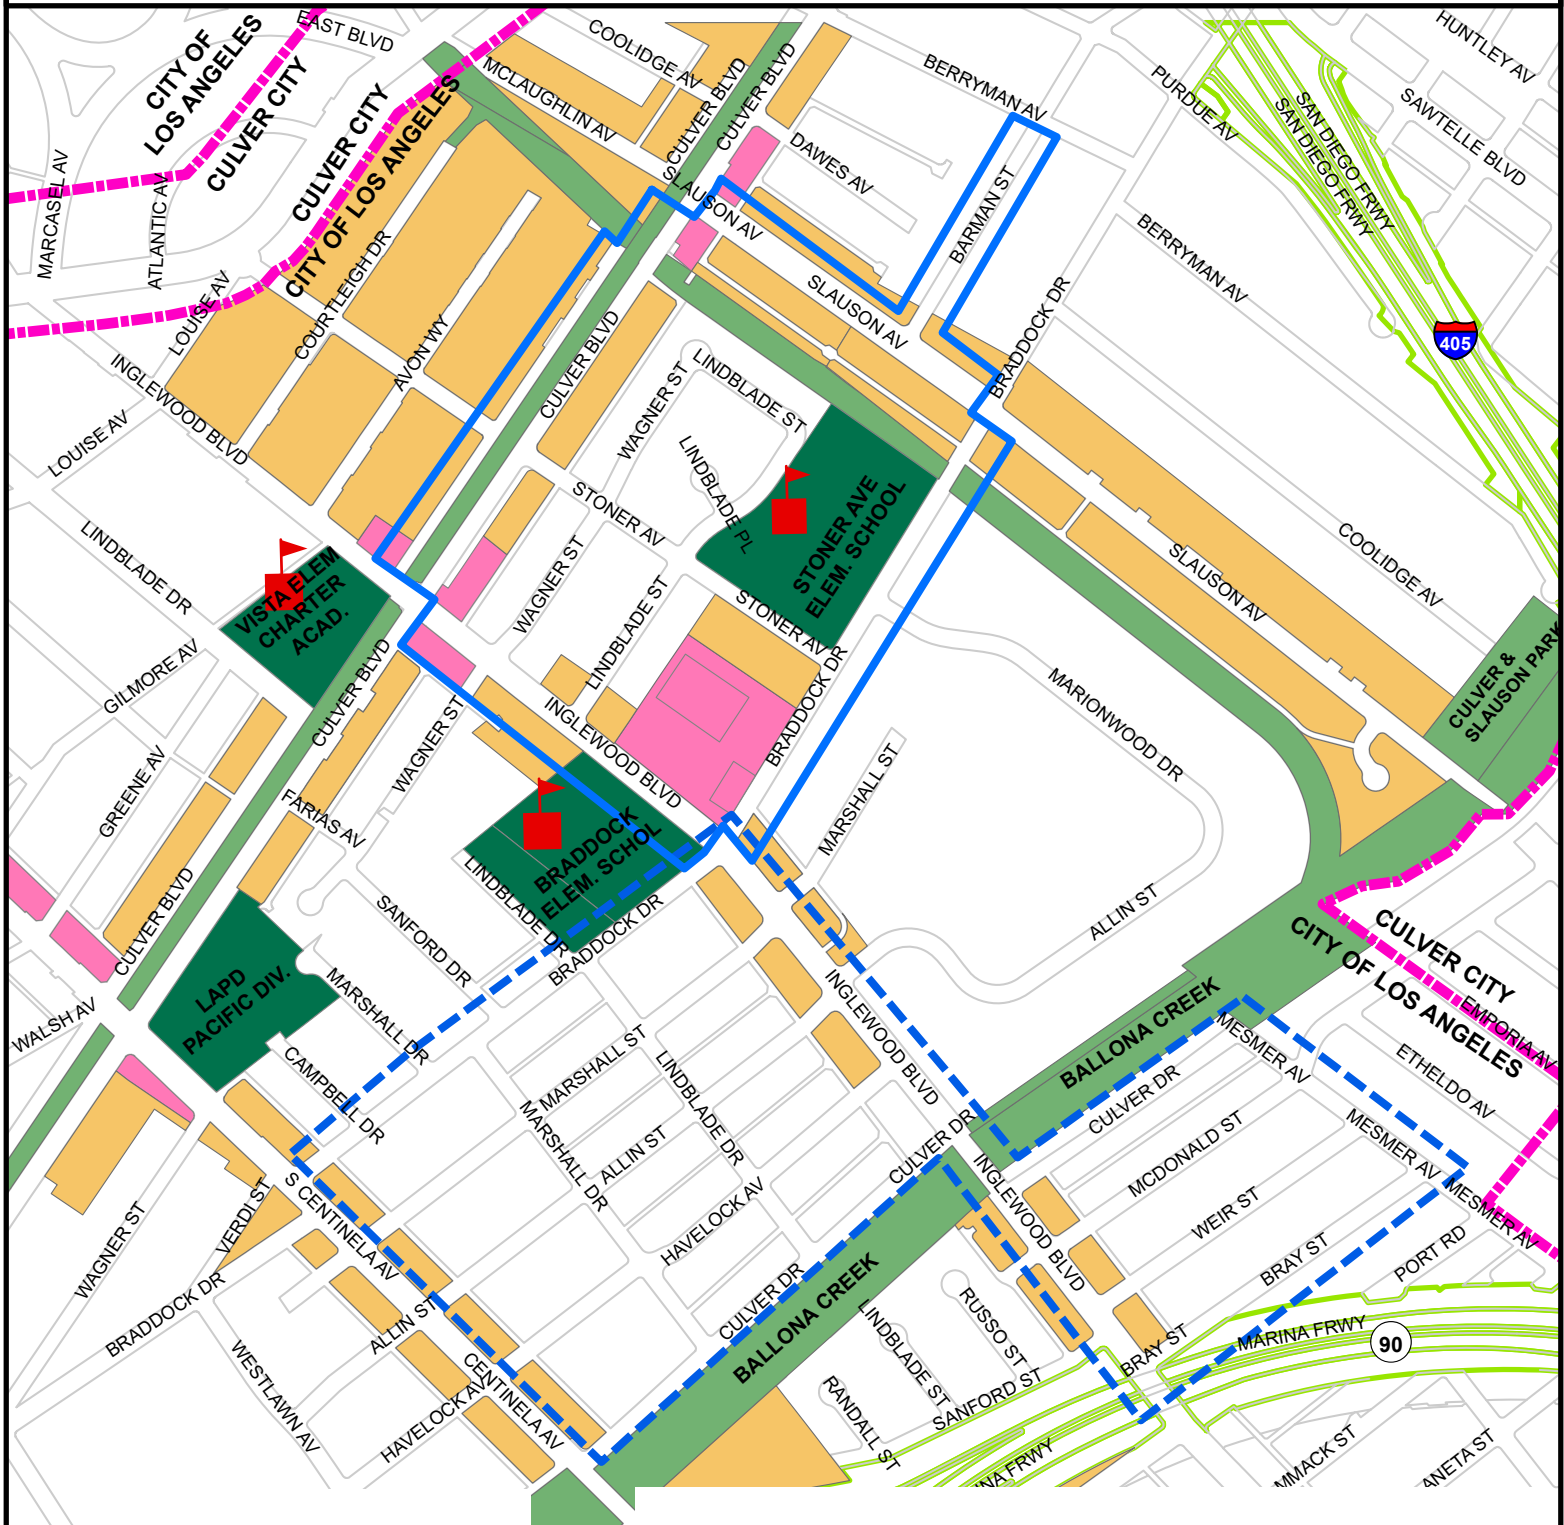 EAST BLVD
CITY OF
LOS ANGELES
CULVER CITY
CULVER CITY
CITY OF LOS ANGELES
COOLIDGE AV
MCLAUGHLIN AV
CULVER BLVD
CULVER BLVD
BERRYMAN AV
PURDUE AV
HUNTLEY AV
SAN DIEGO FRWY
SAN DIEGO FRWY
SAWTELLE BLVD
MARCASEL AV
ATLANTIC AV
DAWES AV
SLAUSON AV
BARMAN ST
BERRYMAN AV
LOUISE AV
COURTLEIGH DR
AVON WY
SLAUSON AV
BRADDOCK DR
405
INGLEWOOD BLVD
LOUISE AV
CULVER BLVD
WAGNER ST
LINDBLADE ST
LINDBLADE PL
STONER AV
STONER AVE
ELEM. SCHOOL
LINDBLADE DR
VISTA ELEM
CHARTER
ACAD.
WAGNER ST
LINDBLADE ST
STONER AV
SLAUSON AV
COOLIDGE AV
CULVER &
SLAUSON PARK
GILMORE AV
CULVER BLVD
WAGNER ST
INGLEWOOD BLVD
BRADDOCK DR
MARSHALL ST
MARIONWOOD DR
GREENE AV
FARIAS AV
BRADDOCK
ELEM. SCHOL
LINDBLADE DR
BRADDOCK DR
CULVER BLVD
SANFORD DR
ALLIN ST
LAPD
PACIFIC DIV.
MARSHALL DR
WALSH AV
CAMPBELL DR
INGLEWOOD BLVD
BALLONA CREEK
CULVER CITY
CITY OF LOS ANGELES
EMPORIA AV
MESMER AV
ETHELDO AV
MARSHALL ST
LINDBLADE DR
MARSHALL DR
ALLIN ST
HAVELOCK AV
CULVER DR
CULVER DR
MCDONALD ST
MESMER AV
MESMER AV
WEIR ST
BRAY ST
PORT RD
INGLEWOOD BLVD
S CENTINELA AV
VERDI ST
WAGNER ST
BRADDOCK DR
WESTLAWN AV
ALLIN ST
HAVELOCK AV
CENTINELA AV
CULVER DR
BALLONA CREEK
LINDBLADE ST
RUSSO ST
RANDALL ST
SANFORD ST
BRAY ST
MARINA FRWY
90
INA FRWY
MMACK ST
ANETA ST